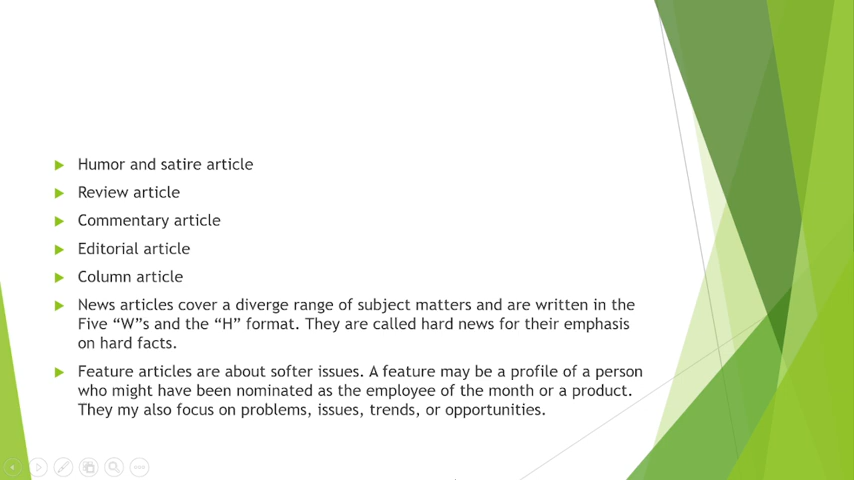 Humor and satire article
Review article
Commentary article
Editorial article
Column article
News articles cover a diverge range of subject matters and are written in the
Five “W”s and the “H” format. They are called hard news for their emphasis
on hard facts.
Feature articles are about softer issues. A feature may be a profile of a person
who might have been nominated as the employee of the month or a product.
They my also focus on problems, issues, trends, or opportunities.